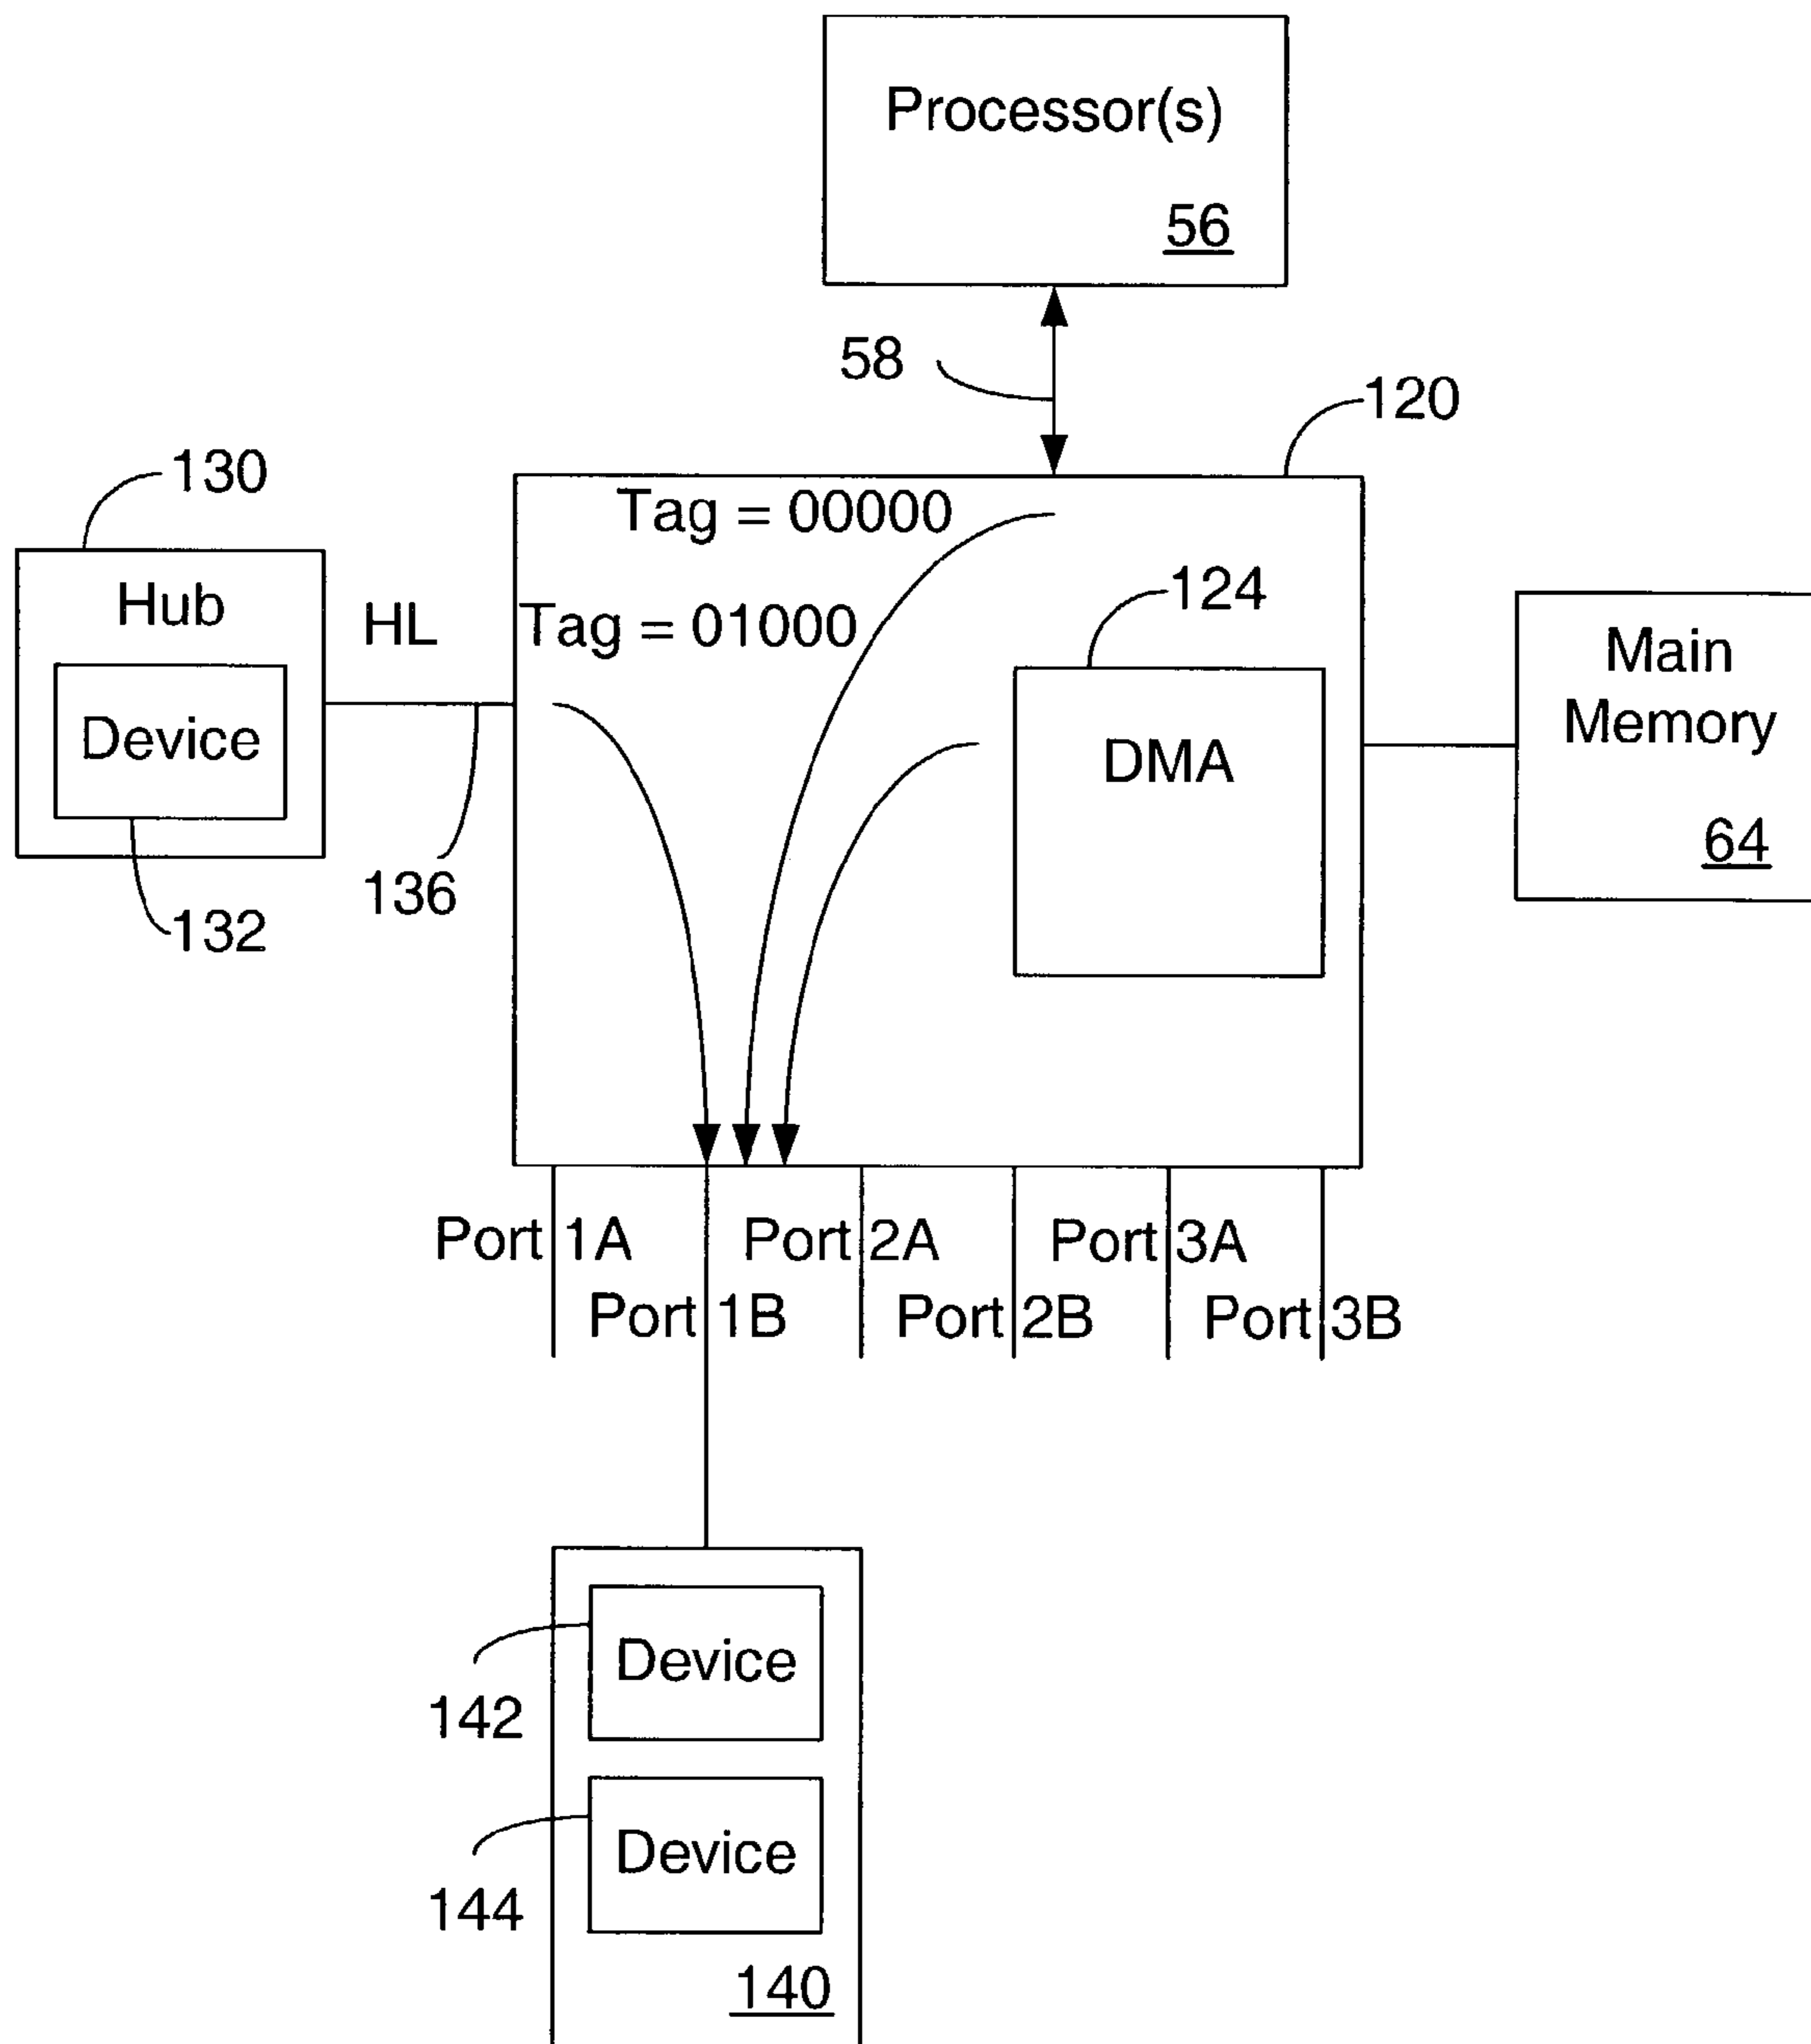 Processor(s)
56
58
120
130
Tag = 00000
Hub
HL
Tag = 01000
124
Main
Memory
64
Device
DMA
136
132
Port 1A
Port 2A
Port 3A
Port 1B
Port 2B
Port 3B
Device
142
Device
144
140